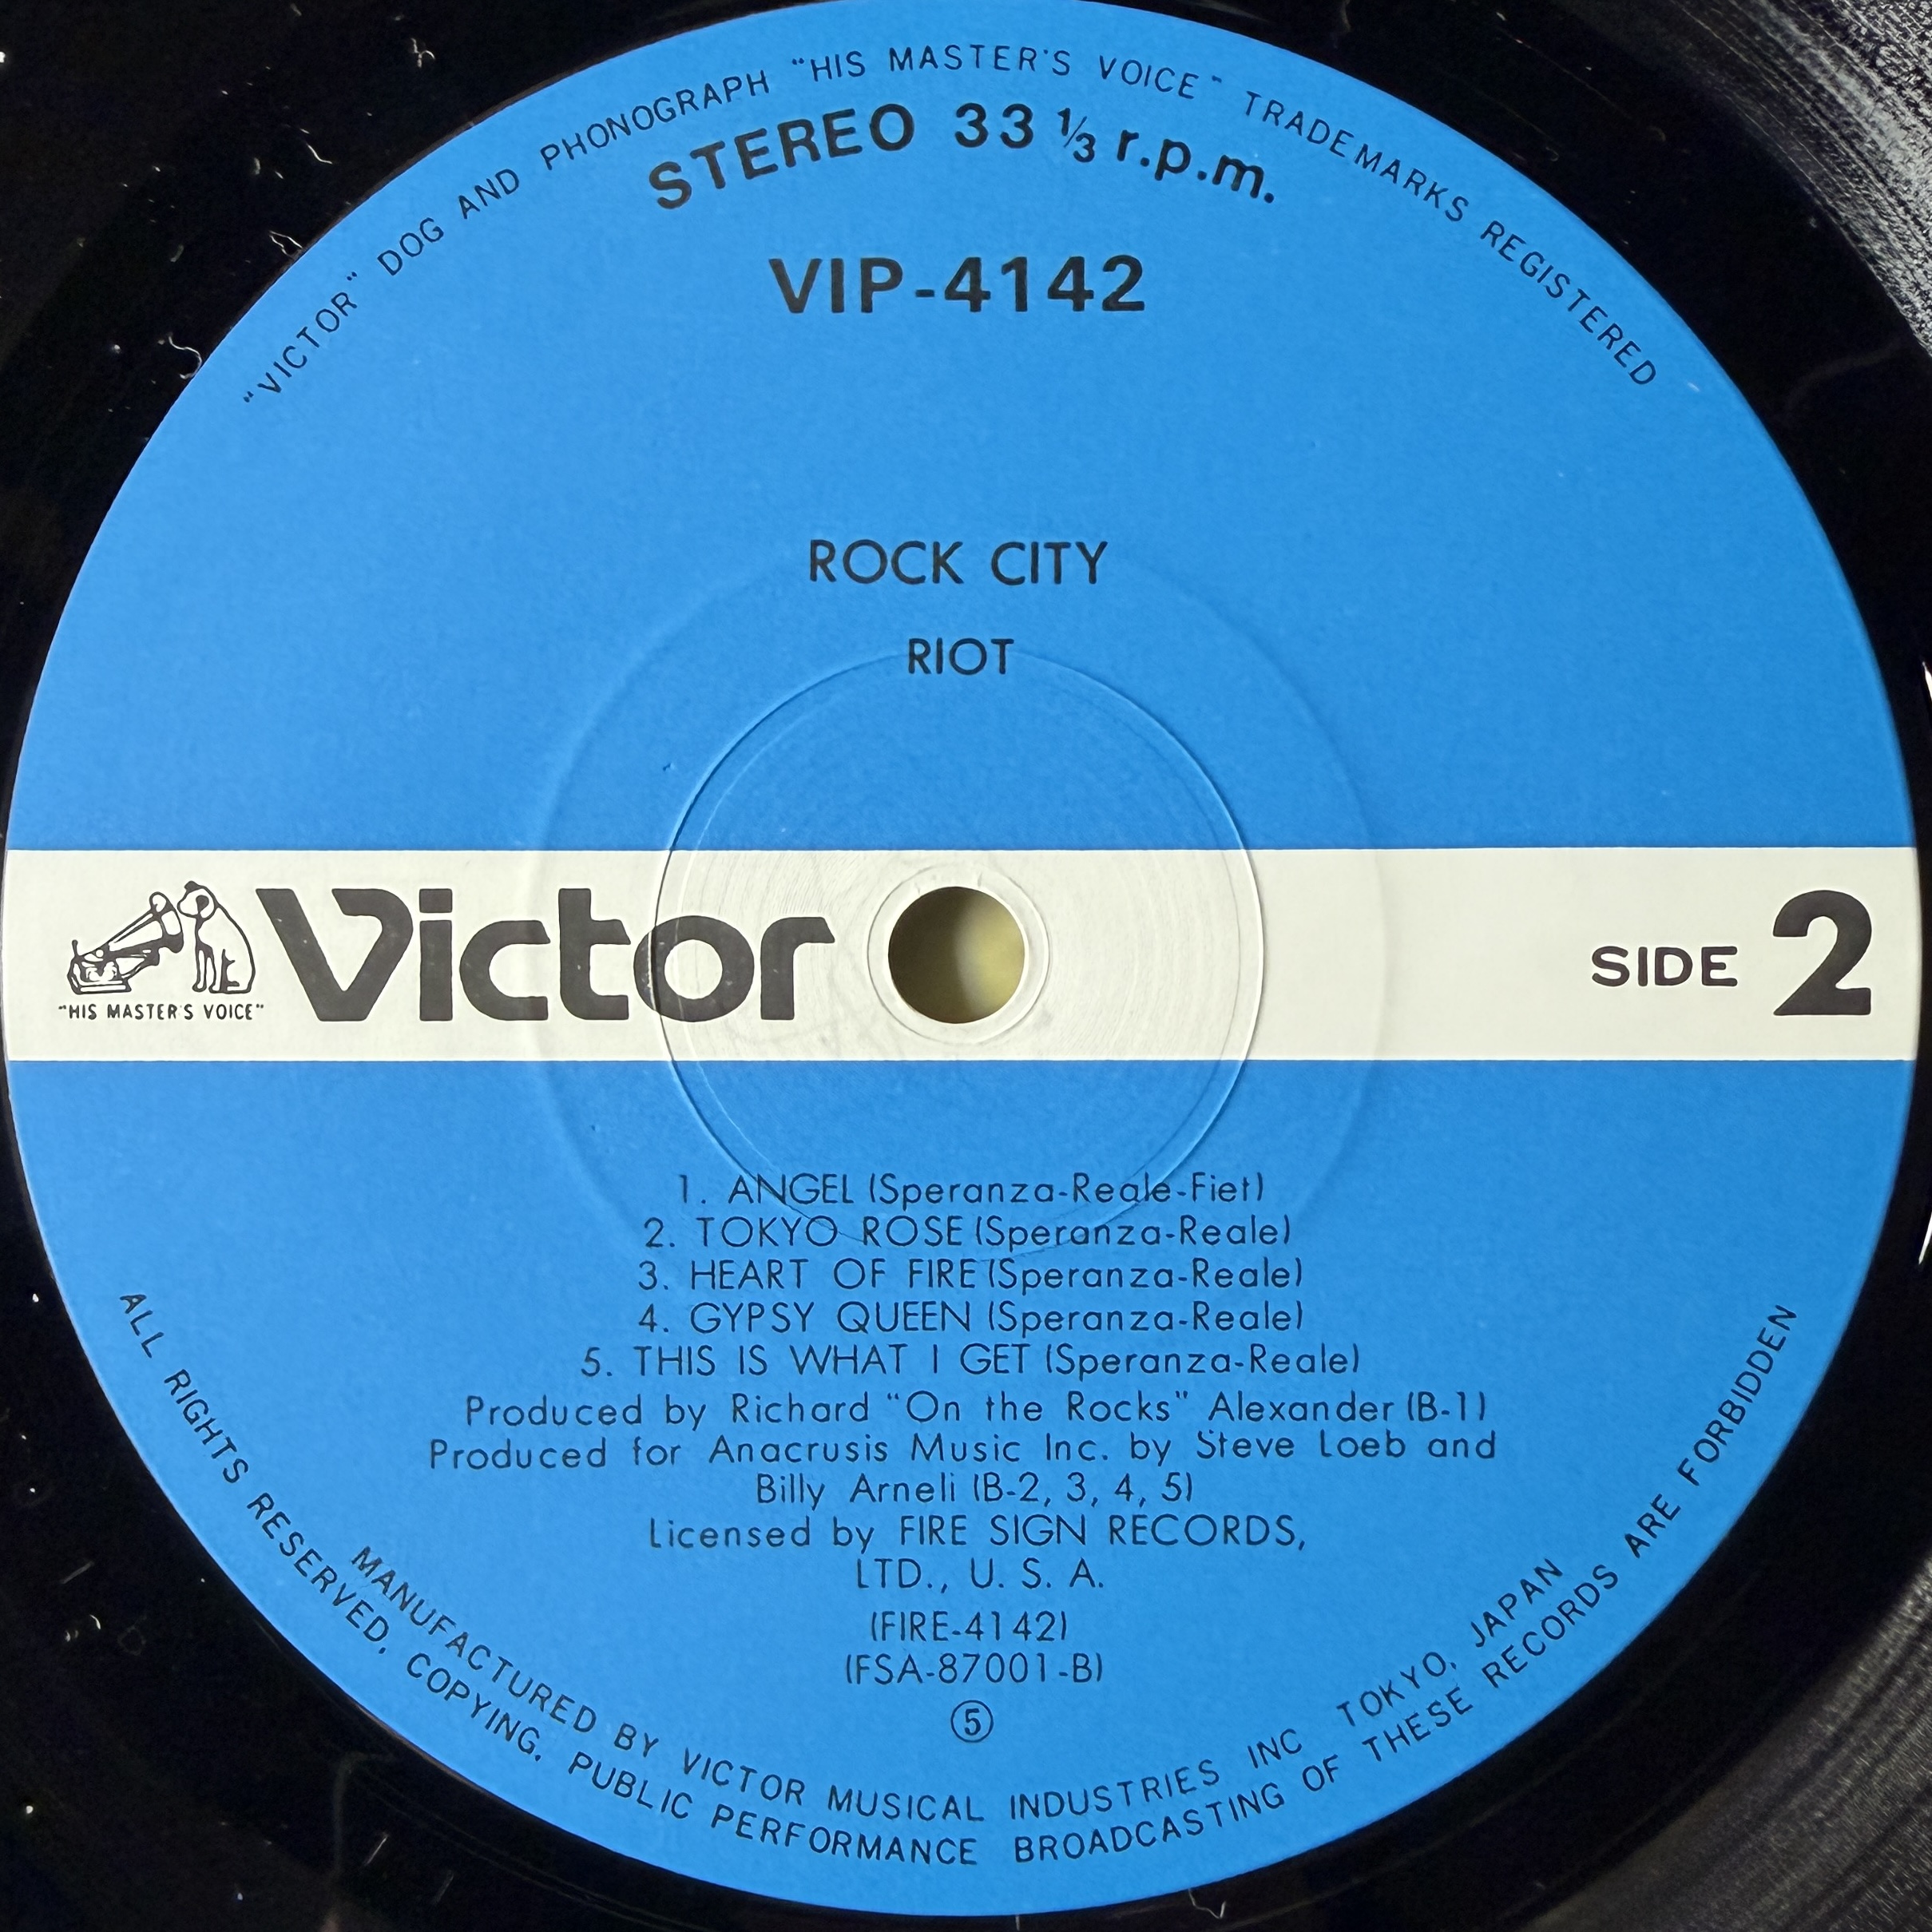 "VICTOR" DOG AND PHONOGRAPH "HIS MASTER'S VOICE" TRADEMARKS REGISTERED
STEREO 33 ⅓ r.p.m.
VIP-4142
ROCK CITY
RIOT
Victor
"HIS MASTER'S VOICE"
SIDE 2
1. ANGEL (Speranza-Reale-Fiet)
2. TOKYO ROSE (Speranza-Reale)
3. HEART OF FIRE (Speranza-Reale)
4. GYPSY QUEEN (Speranza-Reale)
5. THIS IS WHAT I GET (Speranza-Reale)
Produced by Richard "On the Rocks" Alexander (B-1)
Produced for Anacrusis Music Inc. by Steve Loeb and
Billy Arneli (B-2, 3, 4, 5)
Licensed by FIRE SIGN RECORDS,
LTD., U. S. A.
(FIRE-4142)
(FSA-87001-B)
⑤
MANUFACTURED BY VICTOR MUSICAL INDUSTRIES INC TOKYO, JAPAN
ALL RIGHTS RESERVED, COPYING, PUBLIC PERFORMANCE BROADCASTING OF THESE RECORDS ARE FORBIDDEN